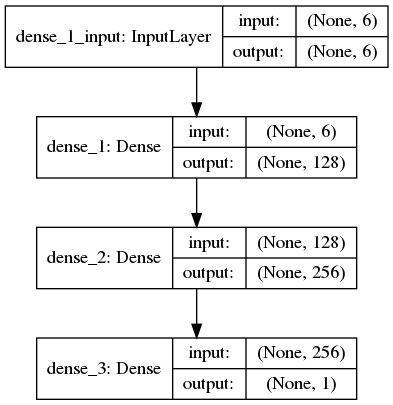 dense_1_input: InputLayer
input: (None, 6)
output: (None, 6)
dense_1: Dense
input: (None, 6)
output: (None, 128)
dense_2: Dense
input: (None, 128)
output: (None, 256)
dense_3: Dense
input: (None, 256)
output: (None, 1)